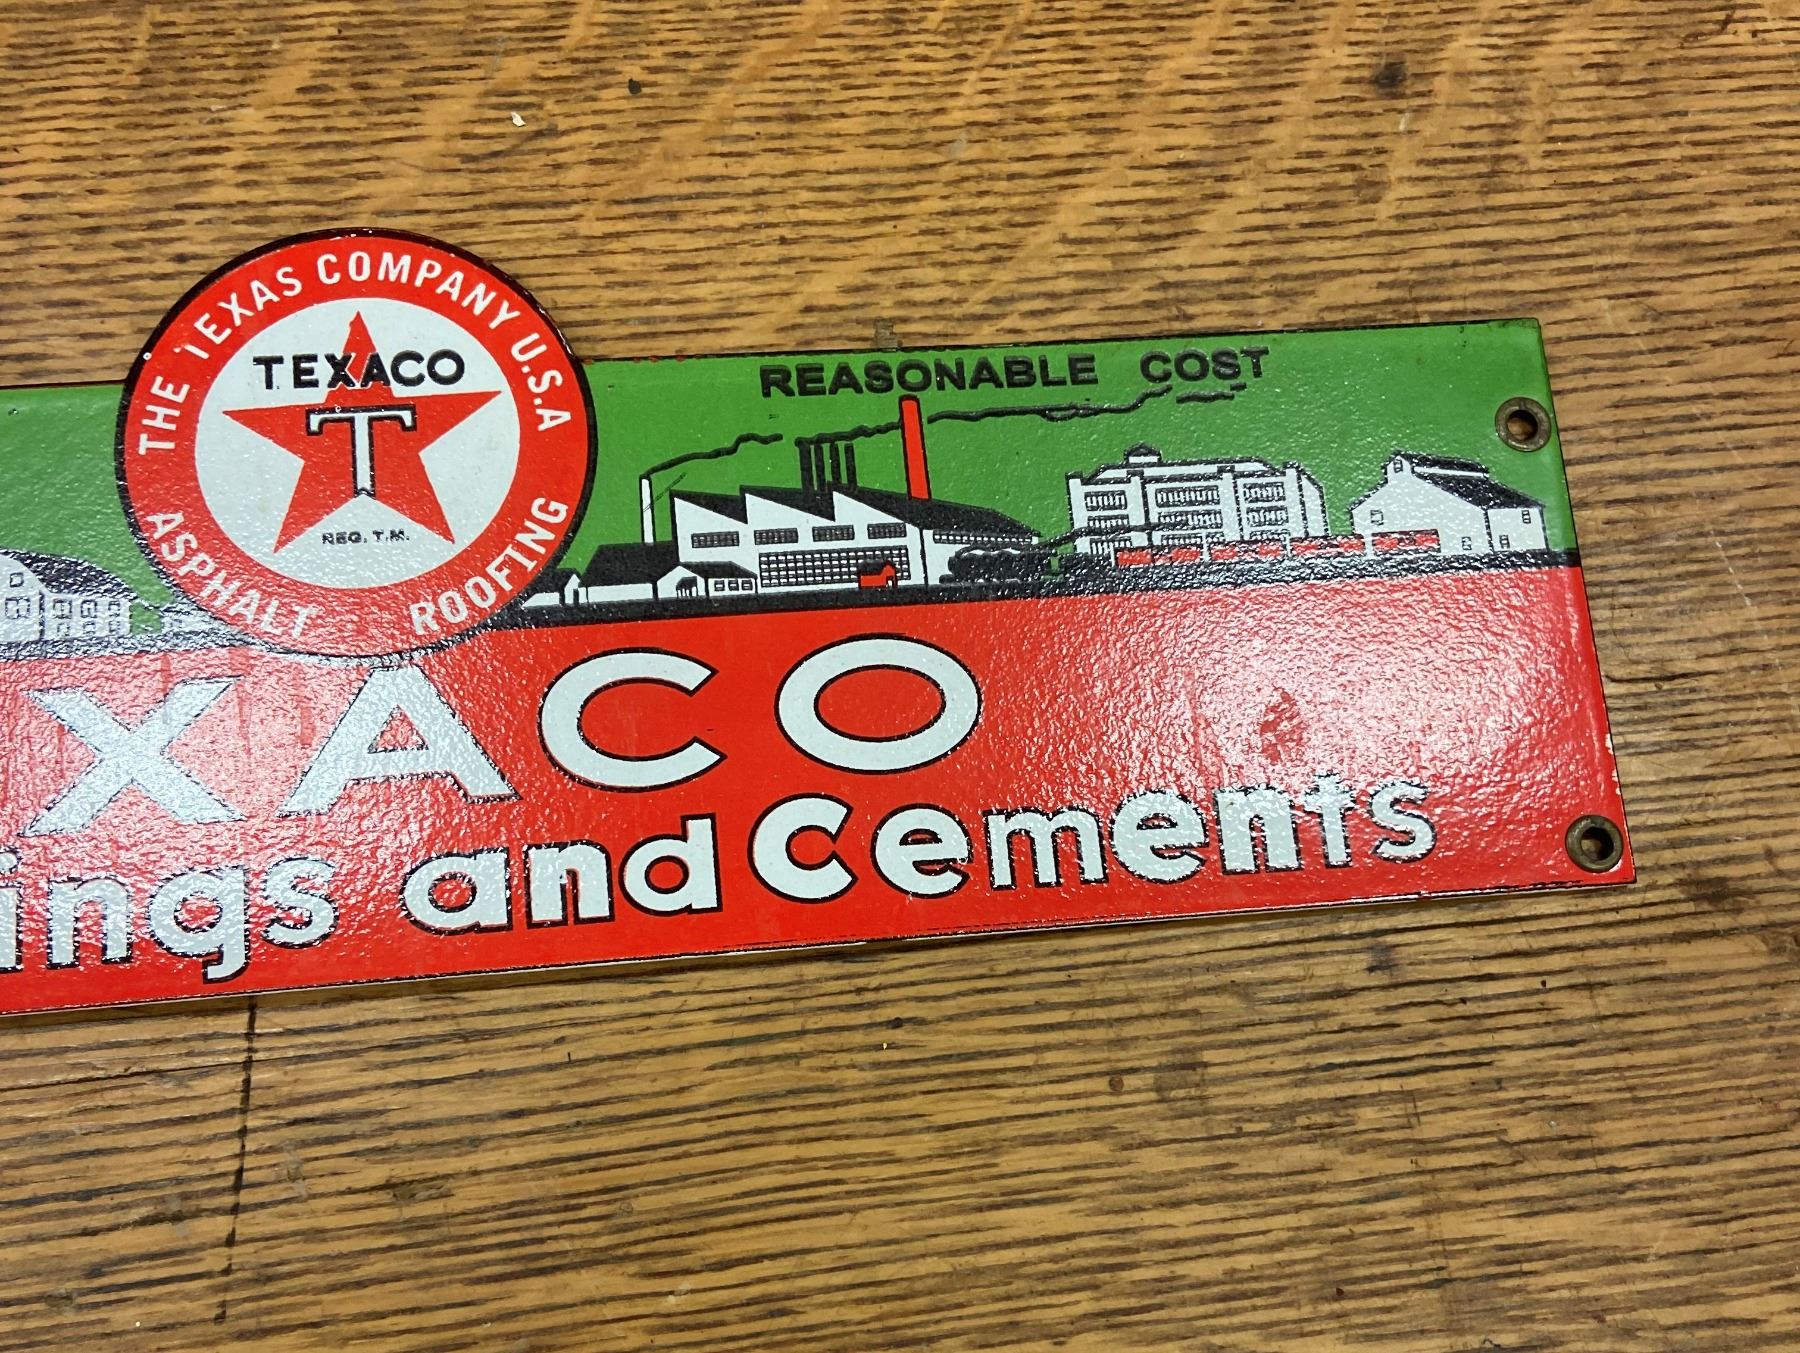 THE TEXAS COMPANY U.S.A
TEXACO
T
REG. T.M.
ASPHALT ROOFING
REASONABLE COST
XACO
ings and Cements